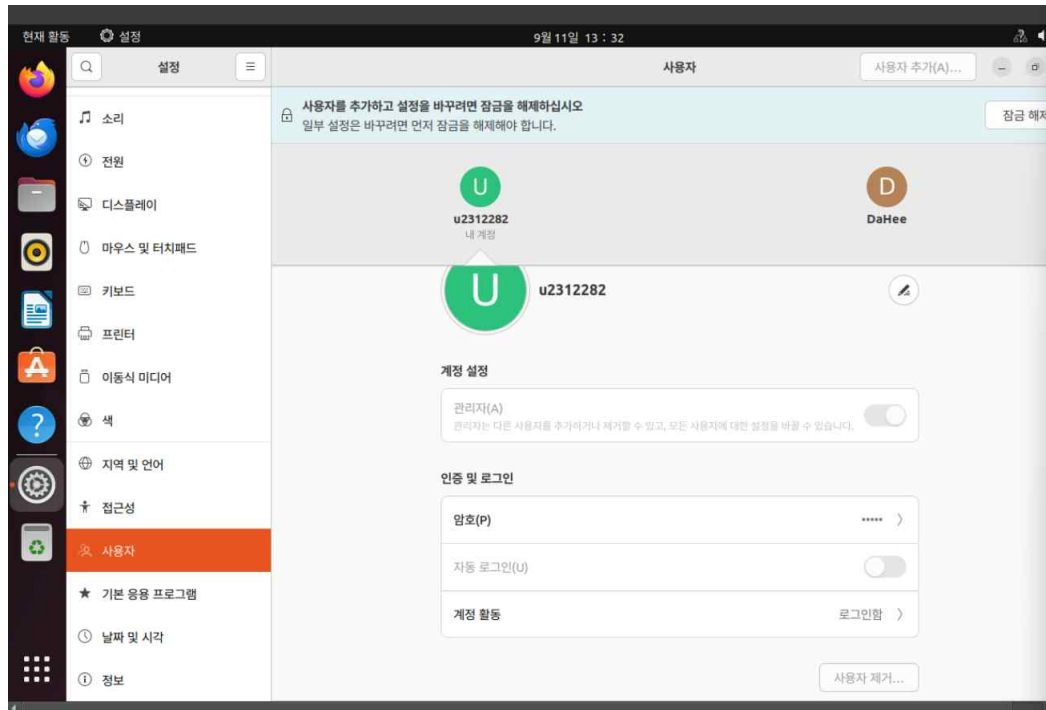 현재 활동
설정
9월 11일 13 : 32
설정
사용자
사용자 추가(A)...
소리
전원
디스플레이
마우스 및 터치패드
키보드
프린터
이동식 미디어
색
지역 및 언어
접근성
사용자
기본 응용 프로그램
날짜 및 시각
정보
사용자를 추가하고 설정을 바꾸려면 잠금을 해제하십시오
일부 설정은 바꾸려면 먼저 잠금을 해제해야 합니다.
잠금 해제
U
u2312282
내 계정
D
DaHee
U
u2312282
계정 설정
관리자(A)
관리자는 다른 사용자를 추가하거나 제거할 수 있고, 모든 사용자에 대한 설정을 바꿀 수 있습니다.
인증 및 로그인
암호(P)
•••••
자동 로그인(U)
계정 활동
로그인함
사용자 제거...